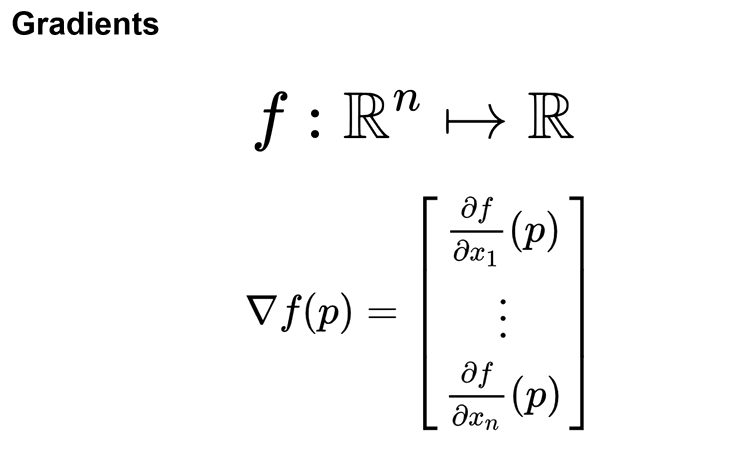 Gradients
f : ℝⁿ ↦ ℝ
∇f(p) = [ ∂f/∂x₁ (p) ⋮ ∂f/∂xₙ (p) ]